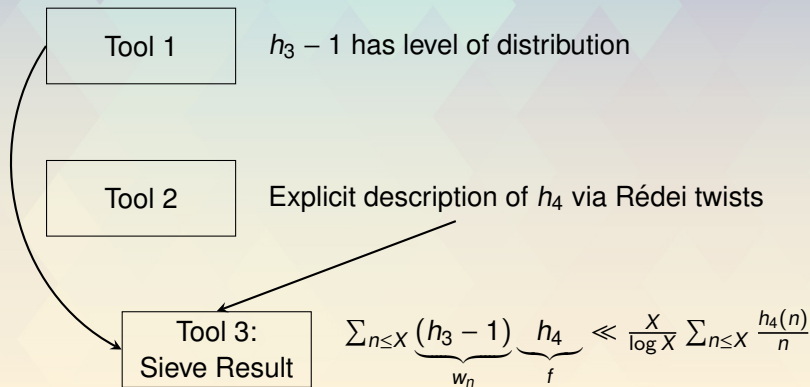 Tool 1
h₃ − 1 has level of distribution
Tool 2
Explicit description of h₄ via Rédei twists
Tool 3:
Sieve Result
∑ₙ≤X (h₃ − 1) h₄ ≪ X/log X ∑ₙ≤X h₄(n)/n
wₙ f